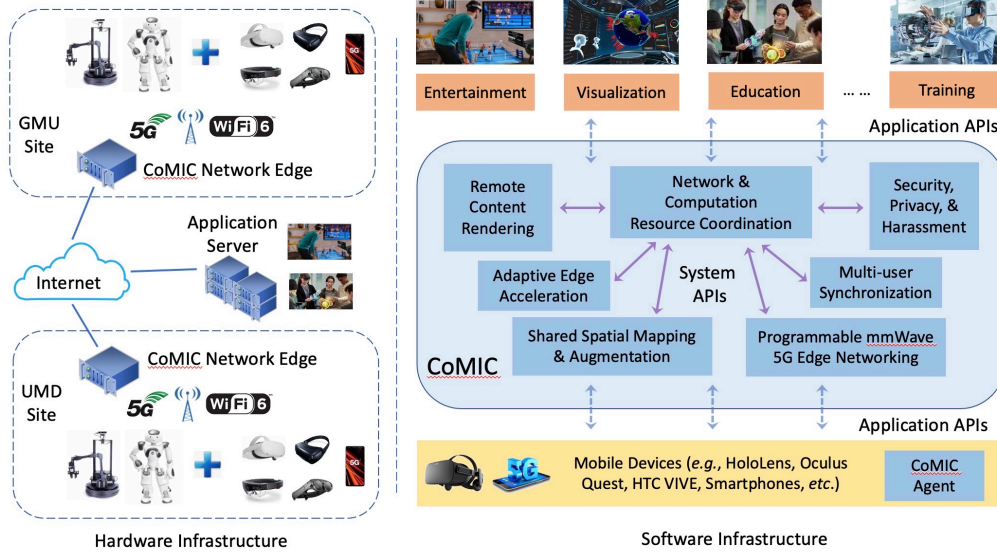 GMU
Site
5G
WiFi 6
CoMIC Network Edge
5G
Application
Server
Internet
CoMIC Network Edge
UMD
Site
5G
WiFi 6
5G
Hardware Infrastructure
Entertainment
Visualization
Education
... ...
Training
Application APIs
Remote
Content
Rendering
Network &
Computation
Resource Coordination
Security,
Privacy, &
Harassment
Adaptive Edge
Acceleration
System
APIs
Multi-user
Synchronization
Shared Spatial Mapping
& Augmentation
Programmable mmWave
5G Edge Networking
CoMIC
Application APIs
5G
Mobile Devices (e.g., HoloLens, Oculus
Quest, HTC VIVE, Smartphones, etc.)
CoMIC
Agent
Software Infrastructure